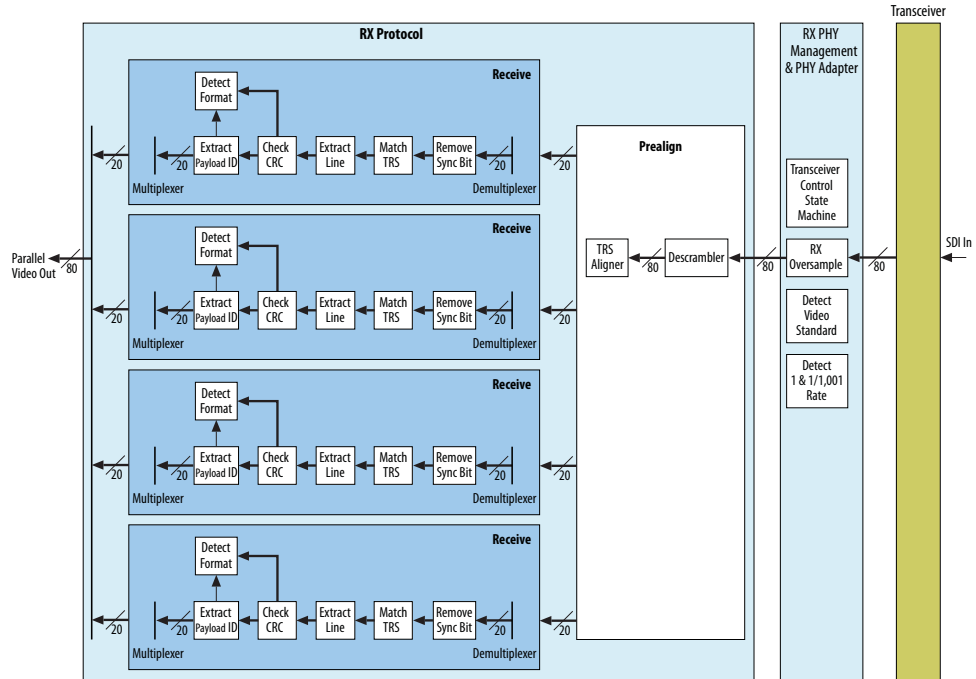 Transceiver
RX Protocol
RX PHY
Management
& PHY Adapter
Receive
Detect
Format
20
20
Extract
Payload ID
Check
CRC
Extract
Line
Match
TRS
Remove
Sync Bit
20
20
Multiplexer
Demultiplexer
Prealign
Transceiver
Control
State
Machine
Receive
Detect
Format
Parallel
Video Out
80
TRS
Aligner
80
Descrambler
80
RX
Oversample
80
SDI In
20
20
Extract
Payload ID
Check
CRC
Extract
Line
Match
TRS
Remove
Sync Bit
20
20
Multiplexer
Demultiplexer
Detect
Video
Standard
Detect
1 & 1/1,001
Rate
Receive
Detect
Format
20
20
Extract
Payload ID
Check
CRC
Extract
Line
Match
TRS
Remove
Sync Bit
20
20
Multiplexer
Demultiplexer
Receive
Detect
Format
20
20
Extract
Payload ID
Check
CRC
Extract
Line
Match
TRS
Remove
Sync Bit
20
20
Multiplexer
Demultiplexer